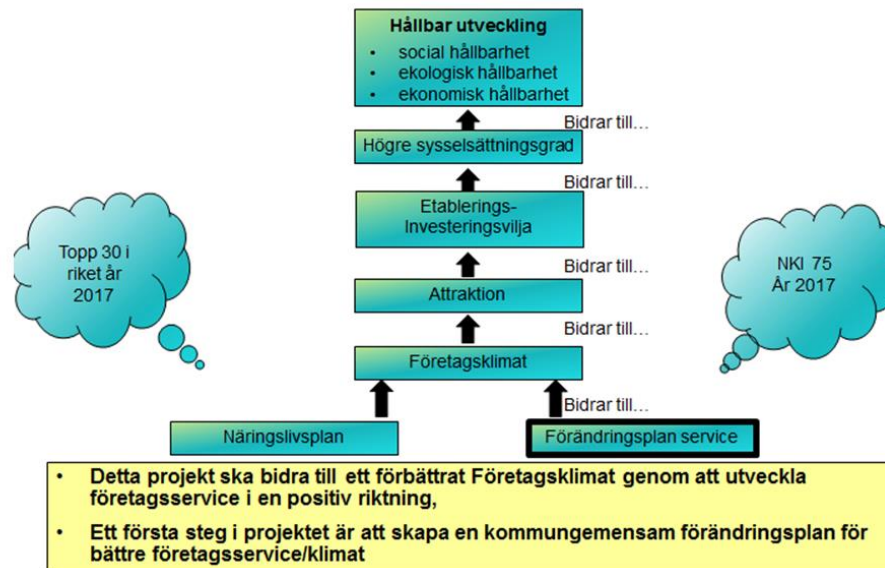 Hållbar utveckling
• social hållbarhet
• ekologisk hållbarhet
• ekonomisk hållbarhet
Bidrar till...
Högre sysselsättningsgrad
Bidrar till...
Etablerings-
Investeringsvilja
Topp 30 i
riket år
2017
NKI 75
År 2017
Bidrar till...
Attraktion
Bidrar till...
Företagsklimat
Bidrar till...
Näringslivsplan
Förändringsplan service
• Detta projekt ska bidra till ett förbättrat Företagsklimat genom att utveckla
företagsservice i en positiv riktning,
• Ett första steg i projektet är att skapa en kommungemensam förändringsplan för
bättre företagsservice/klimat